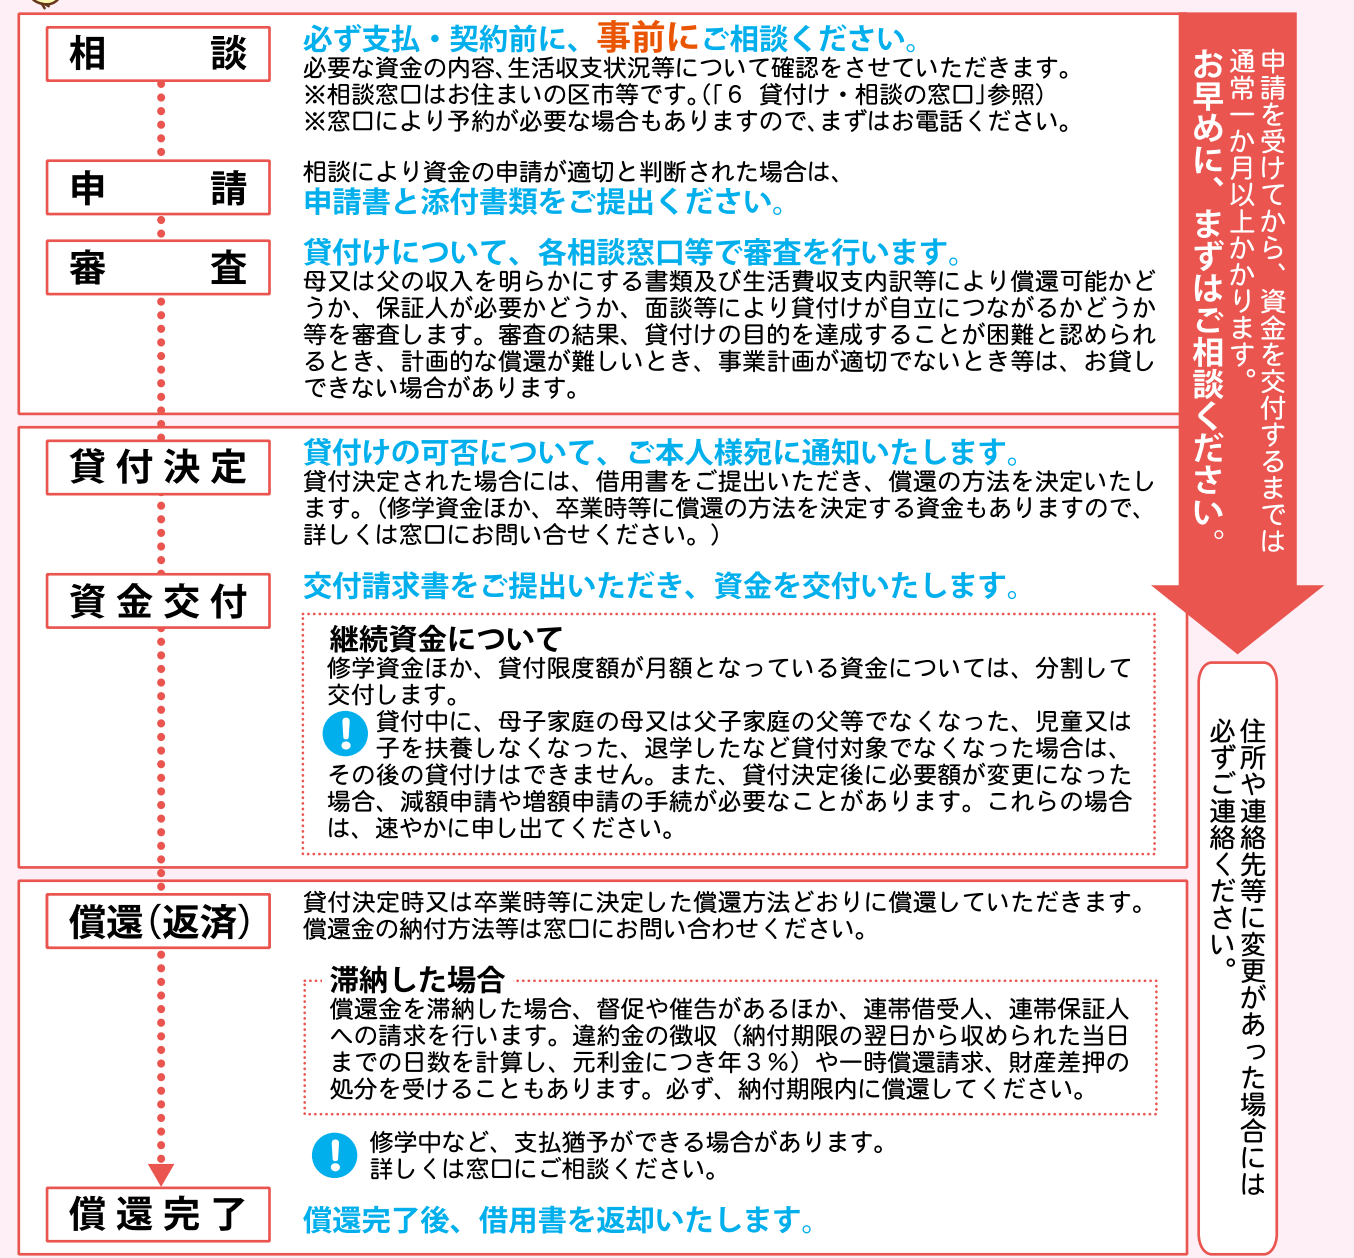 相談
必ず支払・契約前に、事前にご相談ください。
必要な資金の内容、生活収支状況等について確認をさせていただきます。
※相談窓口はお住まいの区市等です。(「６ 貸付け・相談の窓口」参照)
※窓口により予約が必要な場合もありますので、まずはお電話ください。
申請
相談により資金の申請が適切と判断された場合は、
申請書と添付書類をご提出ください。
審査
貸付けについて、各相談窓口等で審査を行います。
母又は父の収入を明らかにする書類及び生活費収支内訳等により償還可能かど
うか、保証人が必要かどうか、面談等により貸付けが自立につながるかどうか
等を審査します。審査の結果、貸付けの目的を達成することが困難と認められ
るとき、計画的な償還が難しいとき、事業計画が適切でないとき等は、お貸し
できない場合があります。
貸付決定
貸付けの可否について、ご本人様宛に通知いたします。
貸付決定された場合には、借用書をご提出いただき、償還の方法を決定いたし
ます。(修学資金ほか、卒業時等に償還の方法を決定する資金もありますので、
詳しくは窓口にお問い合せください。)
資金交付
交付請求書をご提出いただき、資金を交付いたします。
継続資金について
修学資金ほか、貸付限度額が月額となっている資金については、分割して
交付します。
! 貸付中に、母子家庭の母又は父子家庭の父等でなくなった、児童又は
子を扶養しなくなった、退学したなど貸付対象でなくなった場合は、
その後の貸付けはできません。また、貸付決定後に必要額が変更になった
場合、減額申請や増額申請の手続が必要なことがあります。これらの場合
は、速やかに申し出てください。
償還(返済)
貸付決定時又は卒業時等に決定した償還方法どおりに償還していただきます。
償還金の納付方法等は窓口にお問い合わせください。
滞納した場合
償還金を滞納した場合、督促や催告があるほか、連帯借受人、連帯保証人
への請求を行います。違約金の徴収（納付期限の翌日から収められた当日
までの日数を計算し、元利金につき年３％）や一時償還請求、財産差押の
処分を受けることもあります。必ず、納付期限内に償還してください。
! 修学中など、支払猶予ができる場合があります。
詳しくは窓口にご相談ください。
償還完了
償還完了後、借用書を返却いたします。
申請を受けてから、資金を交付するまでは
通常一か月以上かかります。
お早めに、まずはご相談ください。
住所や連絡先等に変更があった場合には
必ずご連絡ください。